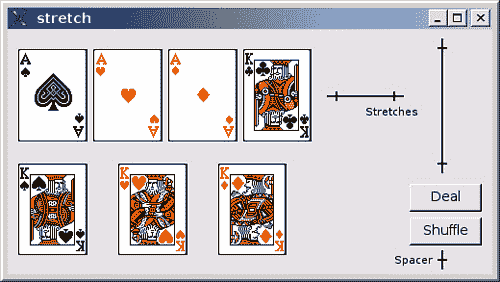 stretch
A A A K
A A A K
Stretches
K K K
K K K
Deal
Shuffle
Spacer